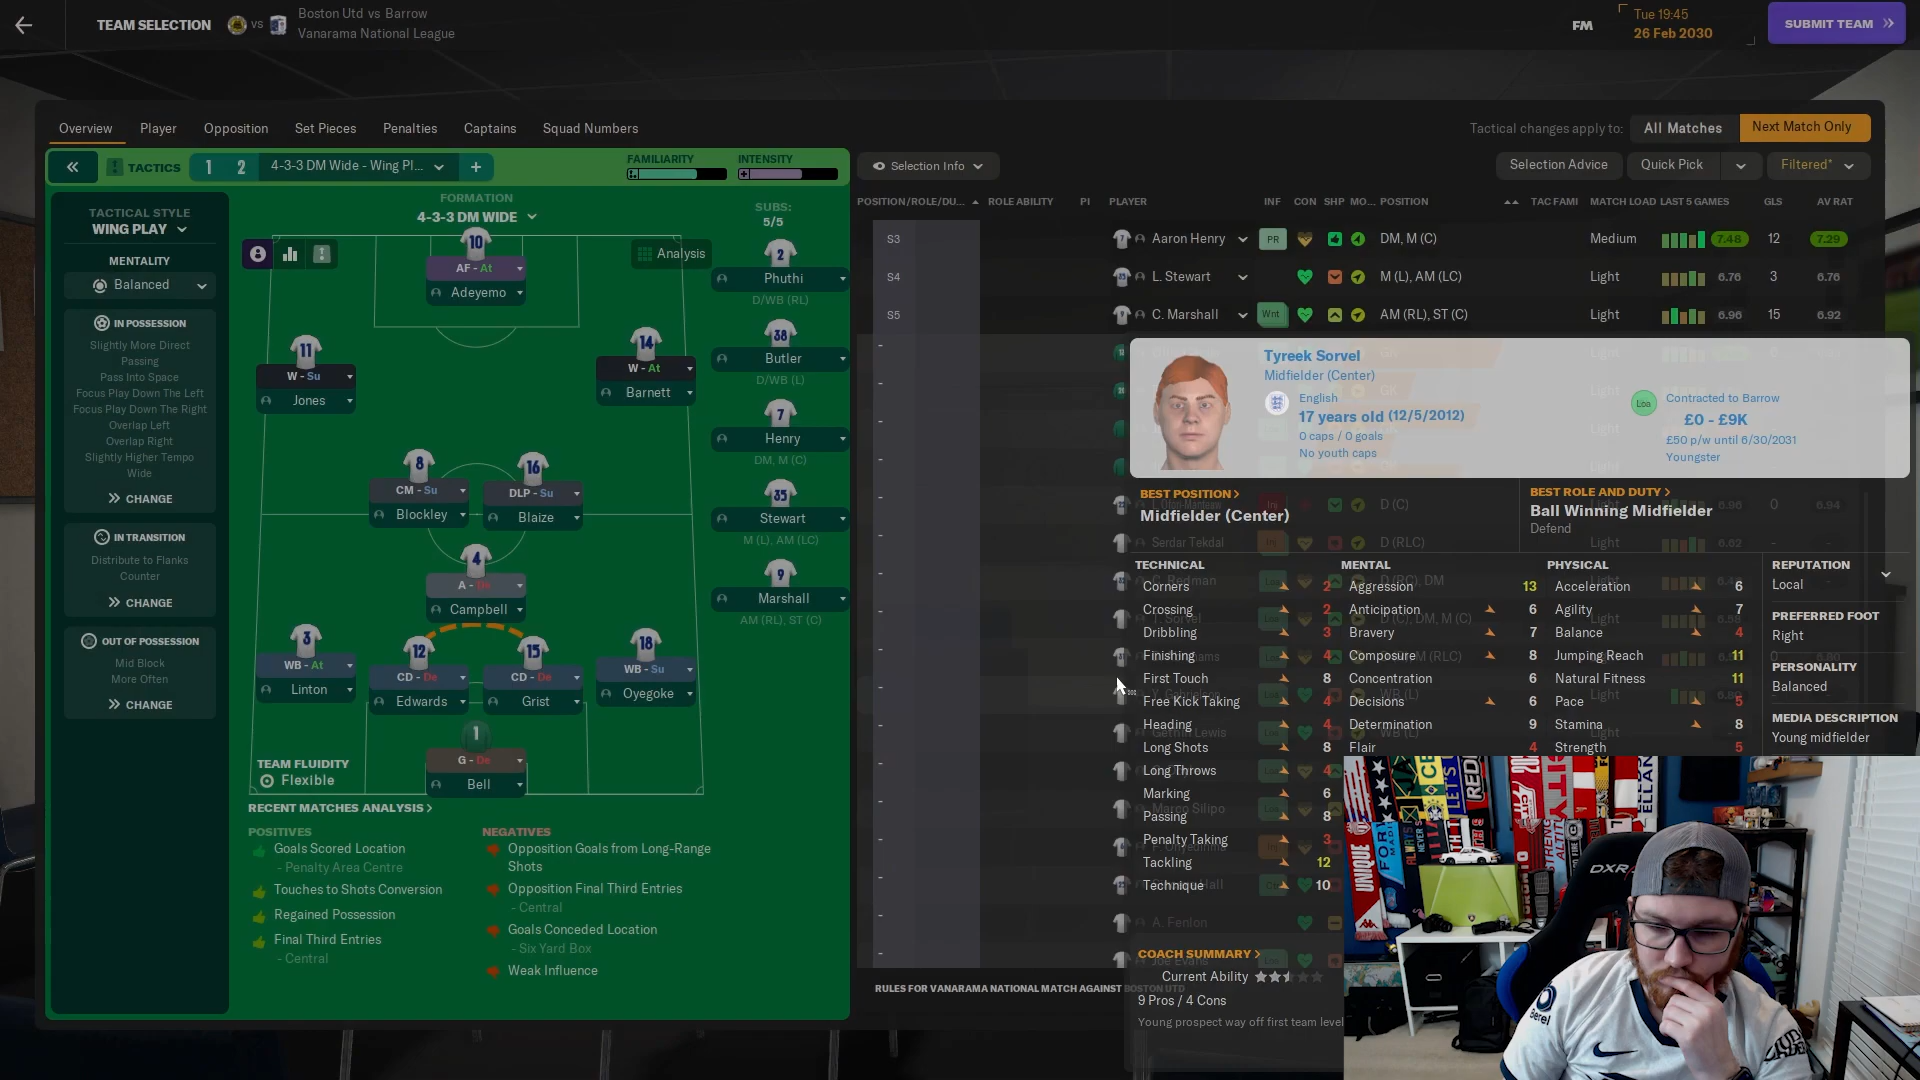 TEAM SELECTION
vs
Boston Utd vs Barrow
Vanarama National League
FM
Tue 19:45
26 Feb 2030
SUBMIT TEAM
Overview
Player
Opposition
Set Pieces
Penalties
Captains
Squad Numbers
Tactical changes apply to:
All Matches
Next Match Only
TACTICS
1
2
4-3-3 DM Wide - Wing Pl...
FAMILIARITY
INTENSITY
Selection Info
Selection Advice
Quick Pick
Filtered*
TACTICAL STYLE
WING PLAY
MENTALITY
Balanced
IN POSSESSION
Slightly More Direct
Passing
Pass Into Space
Focus Play Down The Left
Focus Play Down The Right
Overlap Left
Overlap Right
Slightly Higher Tempo
Wide
CHANGE
IN TRANSITION
Distribute to Flanks
Counter
CHANGE
OUT OF POSSESSION
Mid Block
More Often
CHANGE
FORMATION
4-3-3 DM WIDE
Analysis
10
AF - At
Adeyemo
11
W - Su
Jones
14
W - At
Barnett
8
CM - Su
Blockley
16
DLP - Su
Blaize
4
A - De
Campbell
3
WB - At
Linton
12
CD - De
Edwards
15
CD - De
Grist
18
WB - Su
Oyegoke
1
G - De
Bell
TEAM FLUIDITY
Flexible
SUBS:
5/5
2
Phuthi
D/WB (RL)
38
Butler
D/WB (L)
7
Henry
DM, M (C)
35
Stewart
M (L), AM (LC)
9
Marshall
AM (RL), ST (C)
RECENT MATCHES ANALYSIS
POSITIVES
Goals Scored Location
- Penalty Area Centre
Touches to Shots Conversion
Regained Possession
Final Third Entries
- Central
NEGATIVES
Opposition Goals from Long-Range
Shots
Opposition Final Third Entries
- Central
Goals Conceded Location
- Six Yard Box
Weak Influence
POSITION/ROLE/DU... ROLE ABILITY PI PLAYER INF CON SHP MO... POSITION TAC FAMI MATCH LOAD LAST 5 GAMES GLS AV RAT
S3 Aaron Henry PR DM, M (C) Medium 7.48 12 7.29
S4 L. Stewart M (L), AM (LC) Light 6.76 3 6.76
S5 C. Marshall Wnt AM (RL), ST (C) Light 6.96 15 6.92
Tyreek Sorvel
Midfielder (Center)
English
17 years old (12/5/2012)
0 caps / 0 goals
No youth caps
Loa
Contracted to Barrow
£0 - £9K
£50 p/w until 6/30/2031
Youngster
BEST POSITION
Midfielder (Center)
BEST ROLE AND DUTY
Ball Winning Midfielder
Defend
TECHNICAL
Corners 2
Crossing 2
Dribbling 3
Finishing 4
First Touch 8
Free Kick Taking 4
Heading 4
Long Shots 8
Long Throws 4
Marking 6
Passing 8
Penalty Taking 3
Tackling 12
Technique 10
MENTAL
Aggression 13
Anticipation 6
Bravery 7
Composure 8
Concentration 6
Decisions 6
Determination 9
Flair 4
PHYSICAL
Acceleration 6
Agility 7
Balance 4
Jumping Reach 11
Natural Fitness 11
Pace 5
Stamina 8
Strength 5
REPUTATION
Local
PREFERRED FOOT
Right
PERSONALITY
Balanced
MEDIA DESCRIPTION
Young midfielder
D (C)
Serdar Tekdal
D (RLC)
C. Redman
T. Sorvel
Gethin Lewis
Marco Silipo
A. Fenlon
Joe Evans
COACH SUMMARY
Current Ability
9 Pros / 4 Cons
Young prospect way off first team level
RULES FOR VANARAMA NATIONAL MATCH AGAINST BOSTON UTD
UNIQUE
DXR
Berel